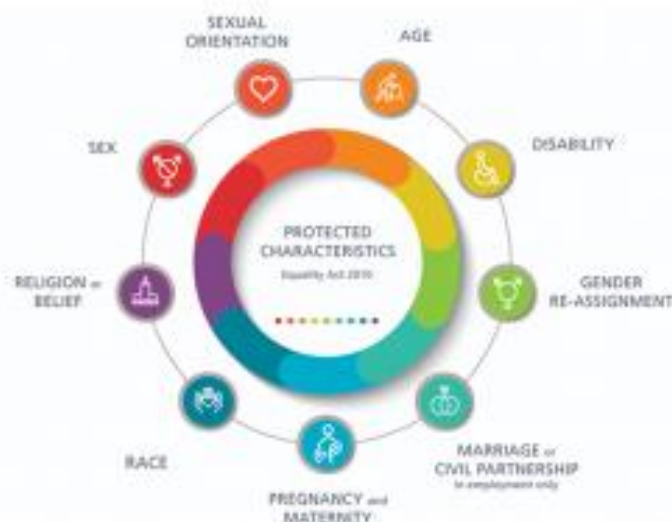 SEXUAL
ORIENTATION
AGE
SEX
DISABILITY
PROTECTED
CHARACTERISTICS
Equality Act 2010
RELIGION or
BELIEF
GENDER
RE-ASSIGNMENT
RACE
MARRIAGE or
CIVIL PARTNERSHIP
in employment only
PREGNANCY and
MATERNITY